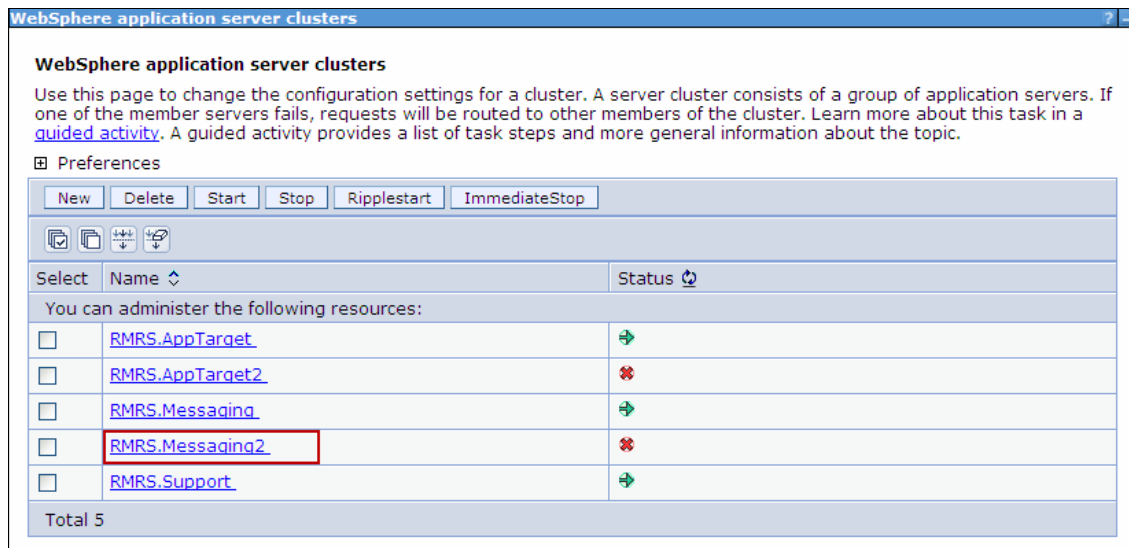 WebSphere application server clusters ? -
WebSphere application server clusters
Use this page to change the configuration settings for a cluster. A server cluster consists of a group of application servers. If
one of the member servers fails, requests will be routed to other members of the cluster. Learn more about this task in a
guided activity. A guided activity provides a list of task steps and more general information about the topic.
Preferences
New Delete Start Stop Ripplestart ImmediateStop
Select Name Status
You can administer the following resources:
RMRS.AppTarget
RMRS.AppTarget2
RMRS.Messaging
RMRS.Messaging2
RMRS.Support
Total 5